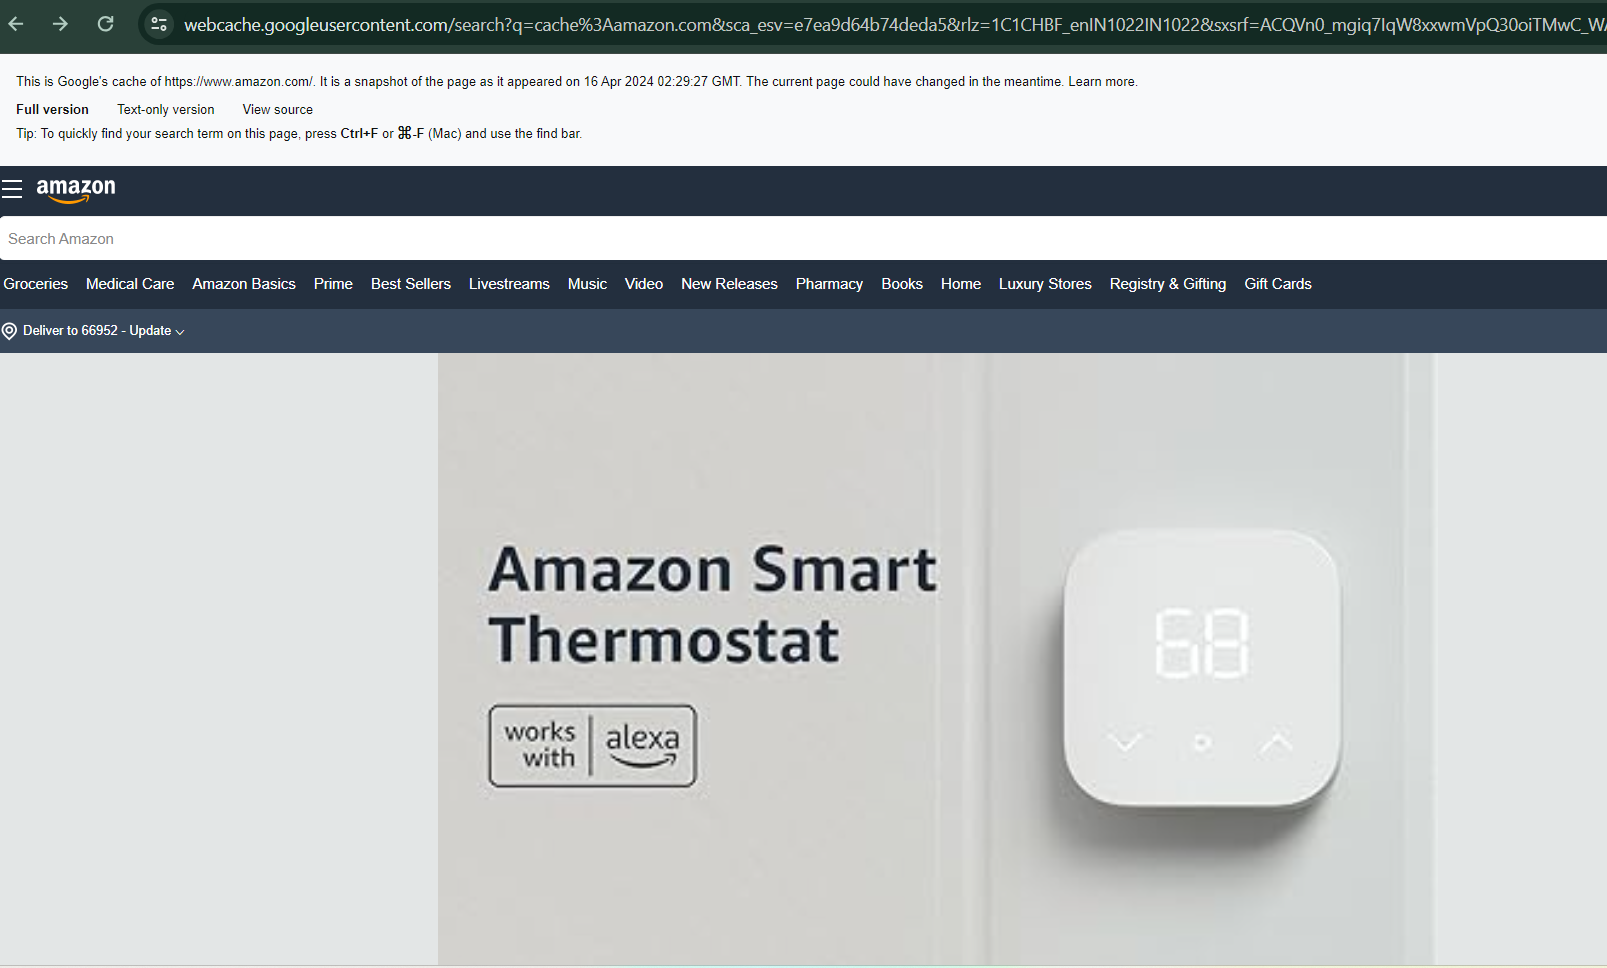 webcache.googleusercontent.com/search?q=cache%3Aamazon.com&sca_esv=e7ea9d64b74deda5&rlz=1C1CHBF_enIN1022IN1022&sxsrf=ACQVn0_mgiq7IqW8xxwmVpQ30oiTMwC_W
This is Google's cache of https://www.amazon.com/. It is a snapshot of the page as it appeared on 16 Apr 2024 02:29:27 GMT. The current page could have changed in the meantime. Learn more.
Full version Text-only version View source
Tip: To quickly find your search term on this page, press Ctrl+F or ⌘-F (Mac) and use the find bar.
amazon
Search Amazon
Groceries Medical Care Amazon Basics Prime Best Sellers Livestreams Music Video New Releases Pharmacy Books Home Luxury Stores Registry & Gifting Gift Cards
Deliver to 66952 - Update
Amazon Smart
Thermostat
68
works
with
alexa